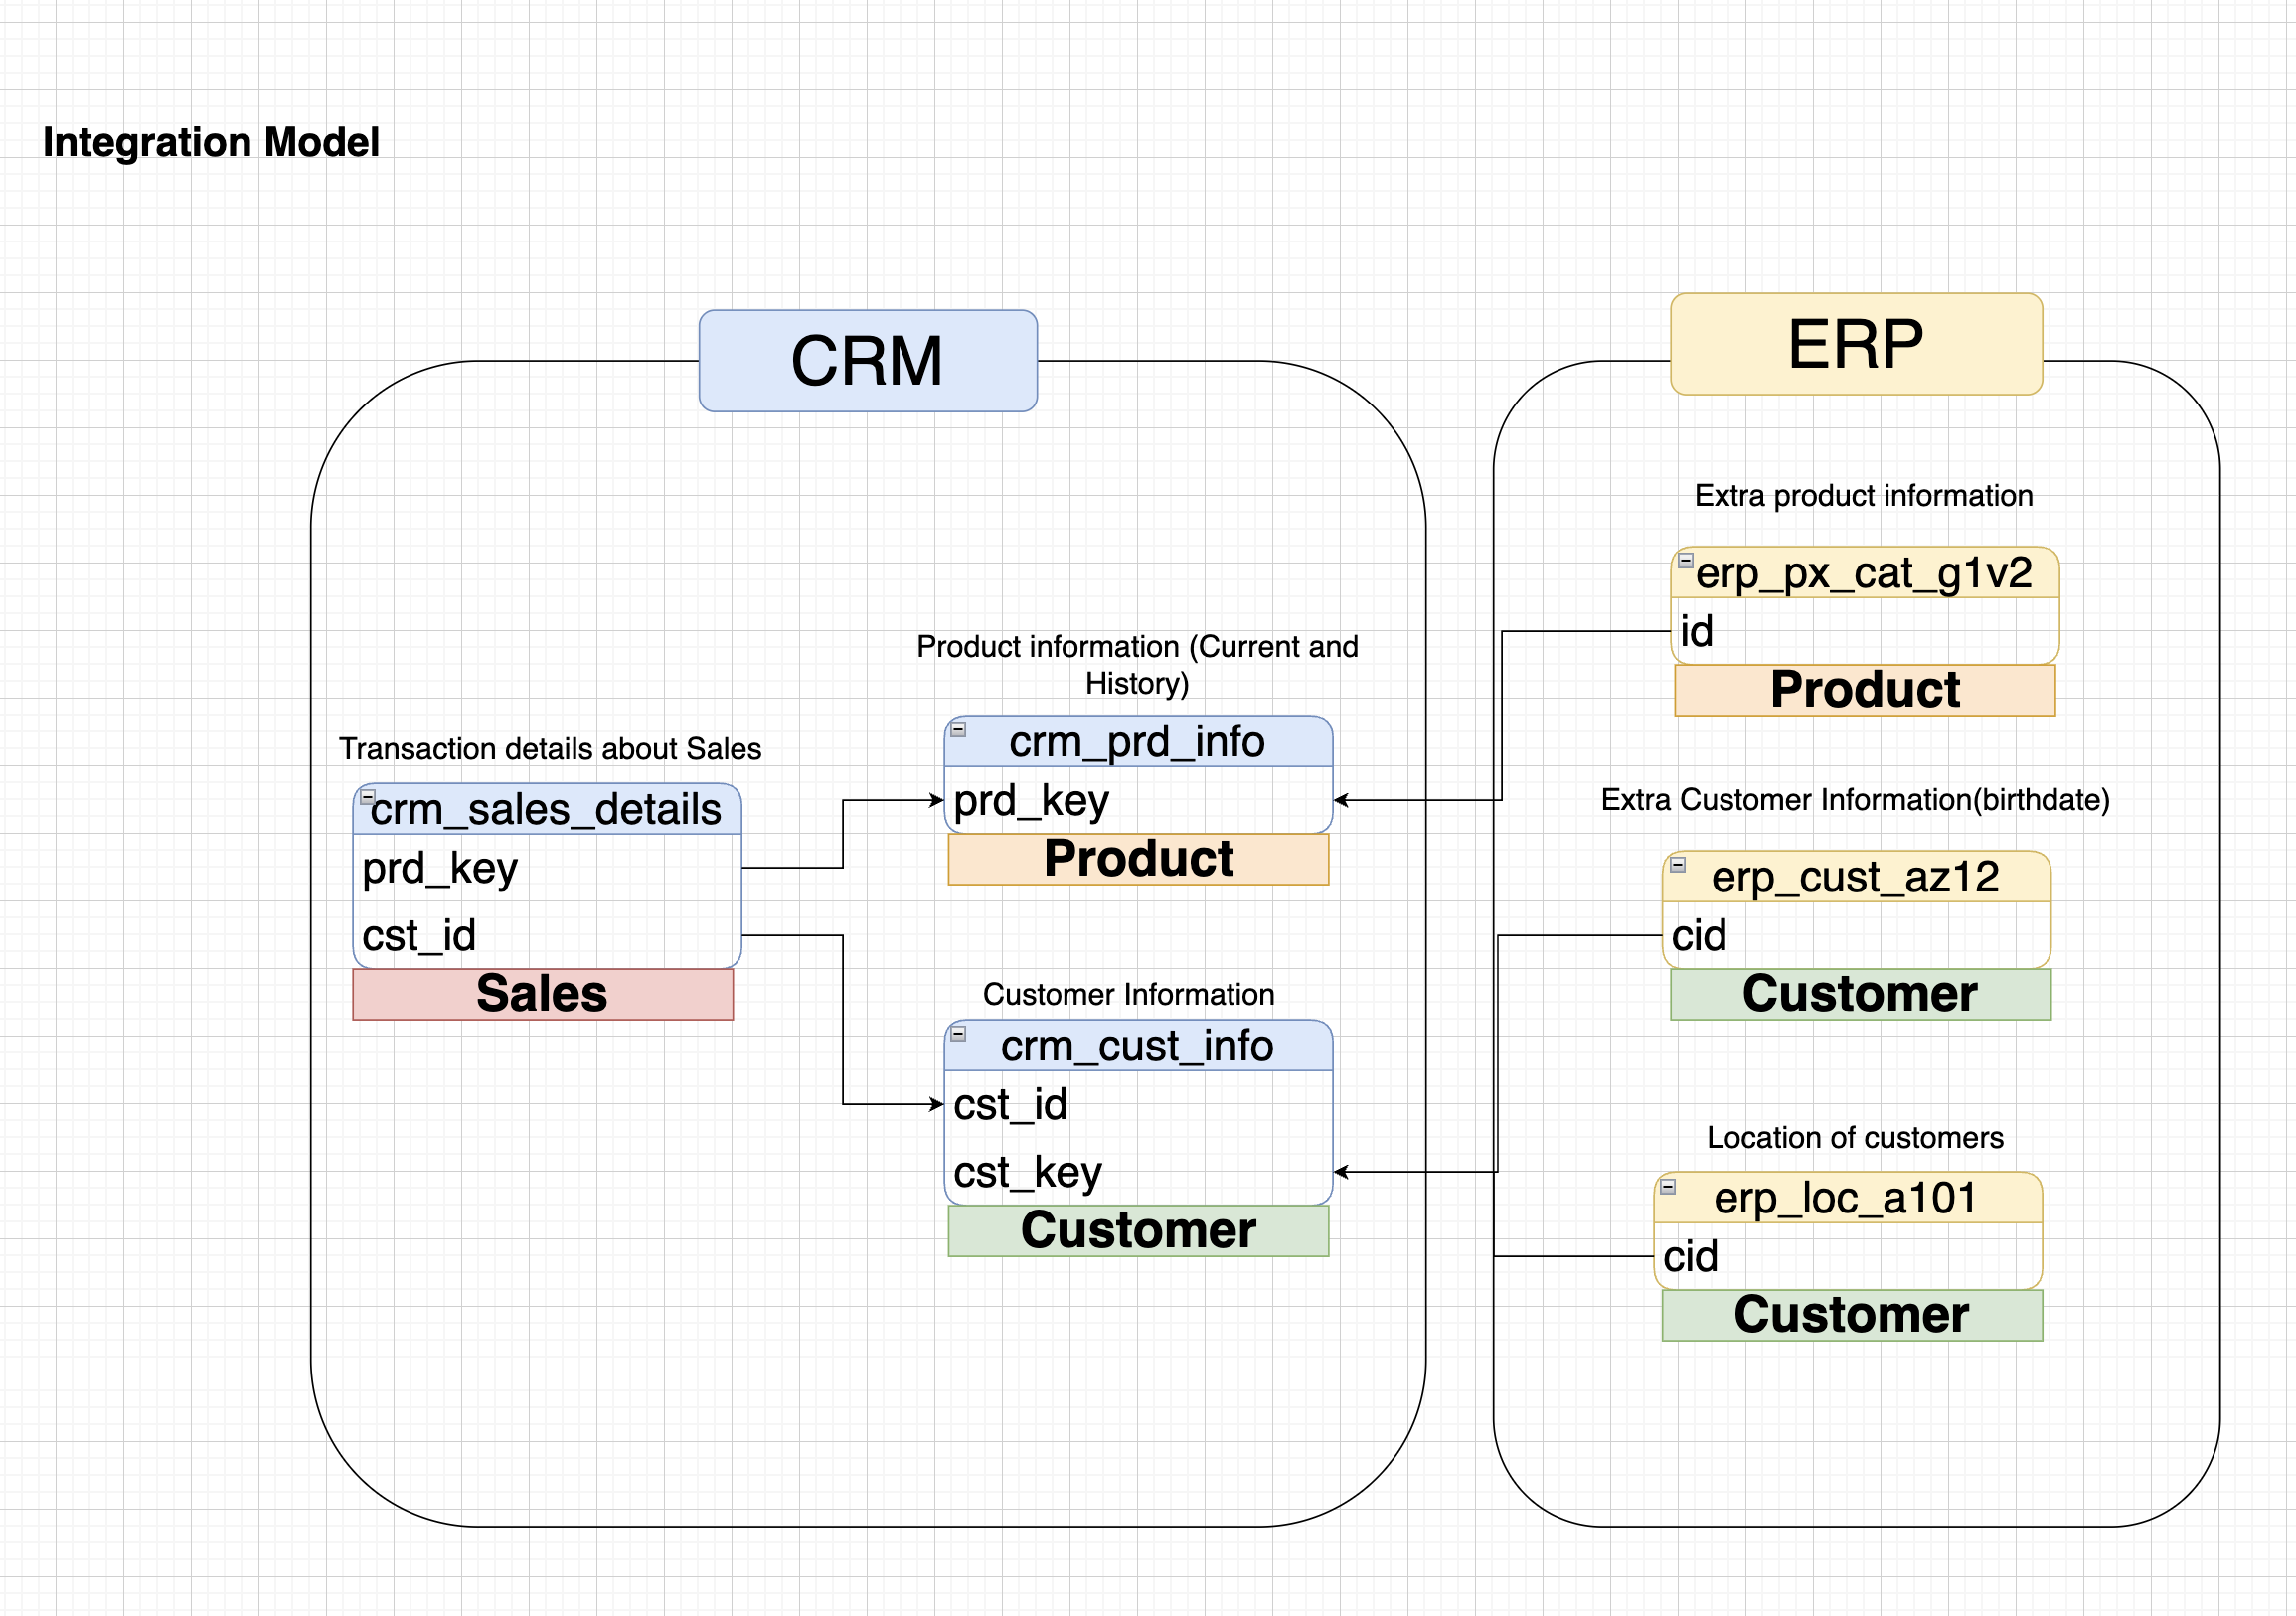 Integration Model
CRM
Transaction details about Sales
crm_sales_details
prd_key
cst_id
Sales
Product information (Current and
History)
crm_prd_info
prd_key
Product
Customer Information
crm_cust_info
cst_id
cst_key
Customer
ERP
Extra product information
erp_px_cat_g1v2
id
Product
Extra Customer Information(birthdate)
erp_cust_az12
cid
Customer
Location of customers
erp_loc_a101
cid
Customer